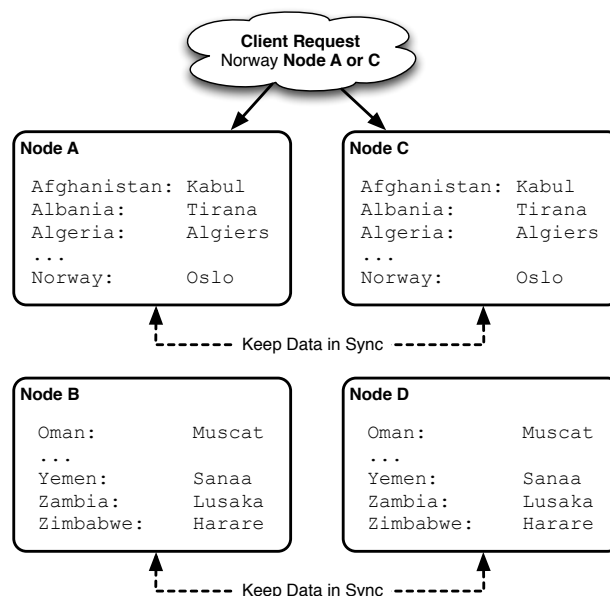 Client Request
Norway Node A or C
Node A
Afghanistan: Kabul
Albania: Tirana
Algeria: Algiers
...
Norway: Oslo
Node C
Afghanistan: Kabul
Albania: Tirana
Algeria: Algiers
...
Norway: Oslo
Keep Data in Sync
Node B
Oman: Muscat
...
Yemen: Sanaa
Zambia: Lusaka
Zimbabwe: Harare
Node D
Oman: Muscat
...
Yemen: Sanaa
Zambia: Lusaka
Zimbabwe: Harare
Keep Data in Sync